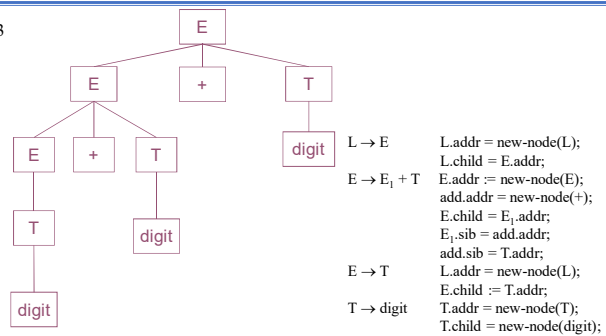 3
E
E + T
E + T digit
T digit
digit
L → E L.addr = new-node(L);
L.child = E.addr;
E → E₁ + T E.addr := new-node(E);
add.addr = new-node(+);
E.child = E₁.addr;
E₁.sib = add.addr;
add.sib = T.addr;
E → T L.addr = new-node(L);
E.child := T.addr;
T → digit T.addr = new-node(T);
T.child = new-node(digit);